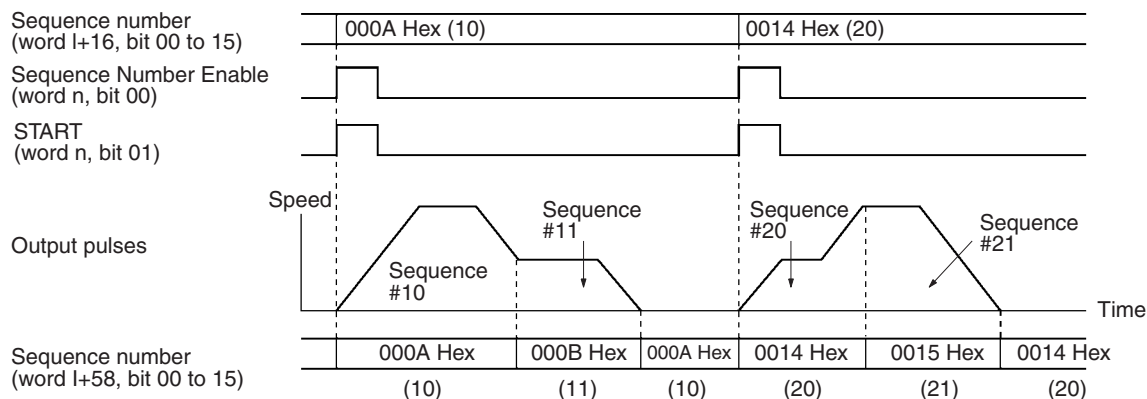 Sequence number
(word l+16, bit 00 to 15)
000A Hex (10)
0014 Hex (20)
Sequence Number Enable
(word n, bit 00)
START
(word n, bit 01)
Speed
Output pulses
Sequence
#10
Sequence
#11
Sequence
#20
Sequence
#21
Time
Sequence number
(word l+58, bit 00 to 15)
000A Hex
000B Hex
000A Hex
0014 Hex
0015 Hex
0014 Hex
(10)
(11)
(10)
(20)
(21)
(20)